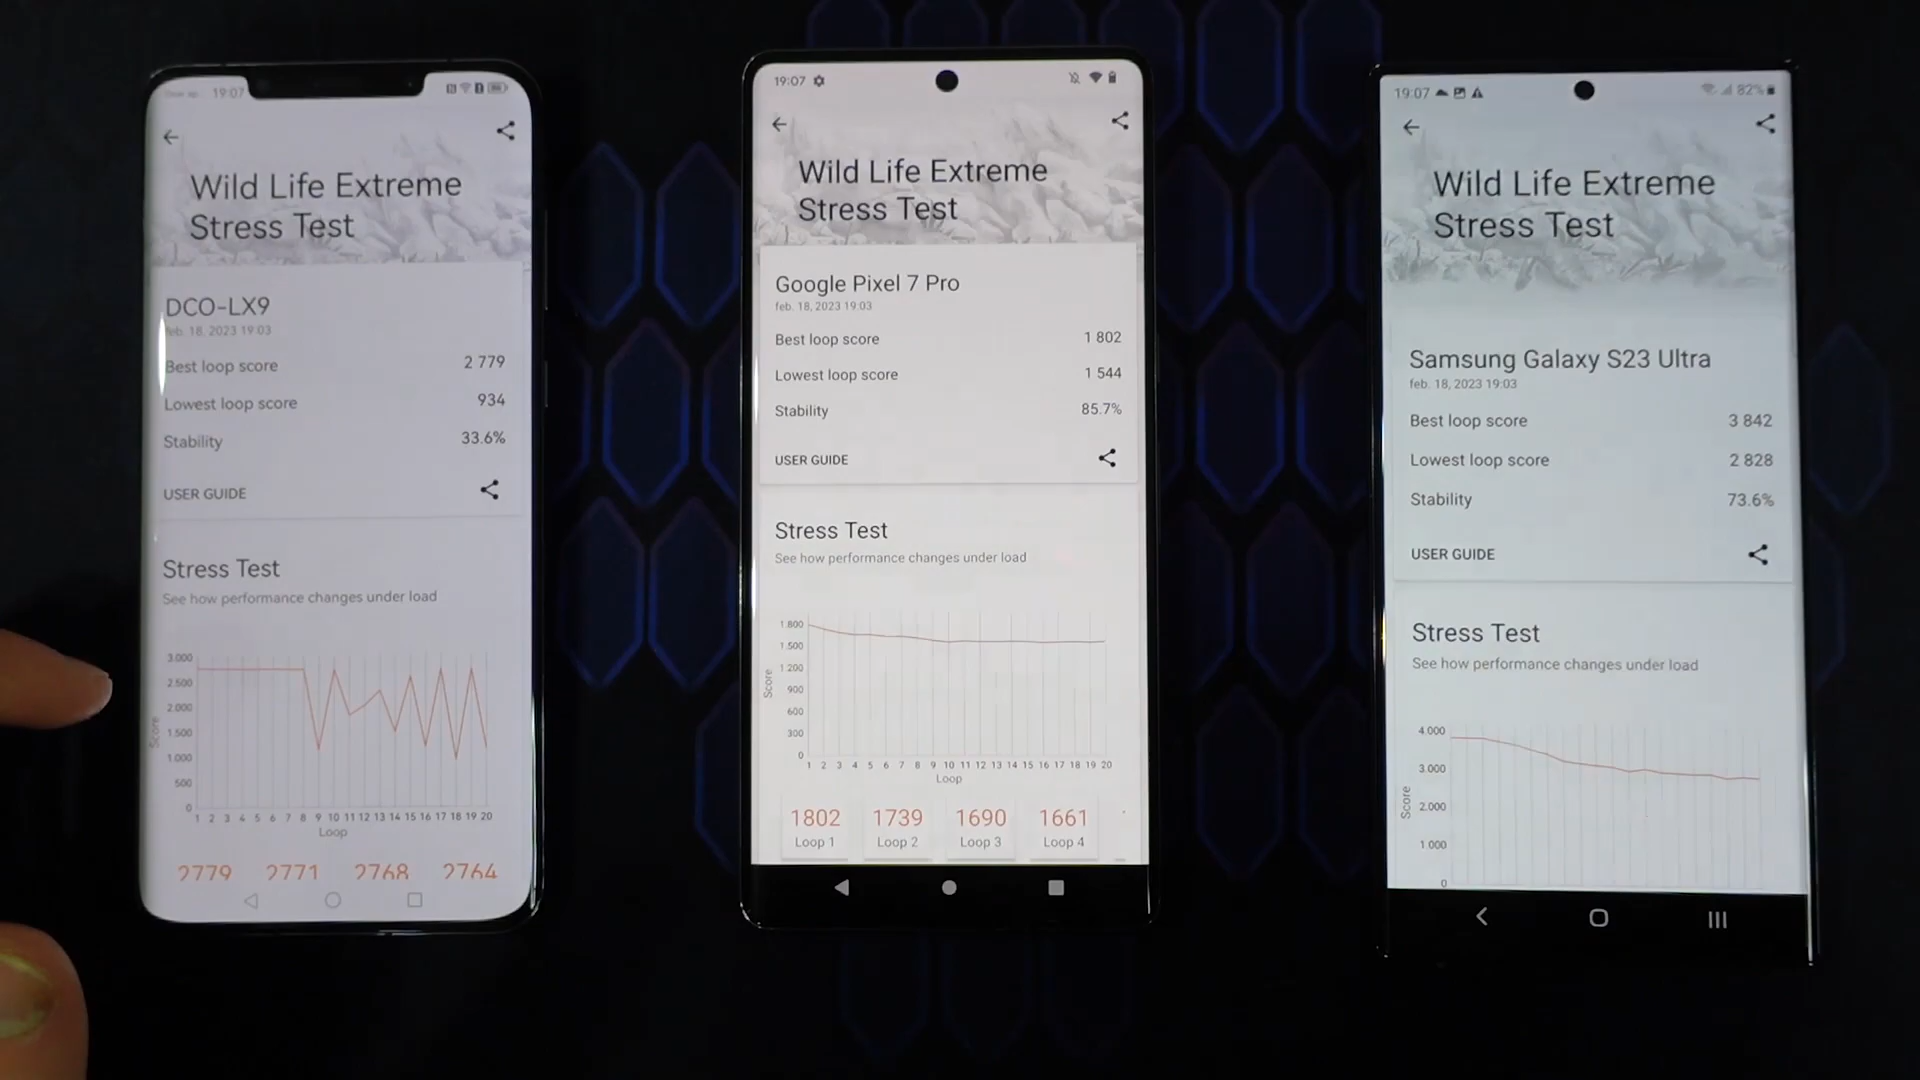 19:07
Wild Life Extreme
Stress Test
DCO-LX9
feb. 18, 2023 19:03
Best loop score 2 779
Lowest loop score 934
Stability 33.6%
USER GUIDE
Stress Test
See how performance changes under load
3.000
2.500
2.000
1.500
1.000
500
0
Score
1 2 3 4 5 6 7 8 9 10 11 12 13 14 15 16 17 18 19 20
Loop
2779 2771 2768 2764
19:07
Wild Life Extreme
Stress Test
Google Pixel 7 Pro
feb. 18, 2023 19:03
Best loop score 1 802
Lowest loop score 1 544
Stability 85.7%
USER GUIDE
Stress Test
See how performance changes under load
1.800
1.500
1.200
900
600
300
0
Score
1 2 3 4 5 6 7 8 9 10 11 12 13 14 15 16 17 18 19 20
Loop
1802 1739 1690 1661
Loop 1 Loop 2 Loop 3 Loop 4
19:07 82%
Wild Life Extreme
Stress Test
Samsung Galaxy S23 Ultra
feb. 18, 2023 19:03
Best loop score 3 842
Lowest loop score 2 828
Stability 73.6%
USER GUIDE
Stress Test
See how performance changes under load
4.000
3.000
2.000
1.000
0
Score